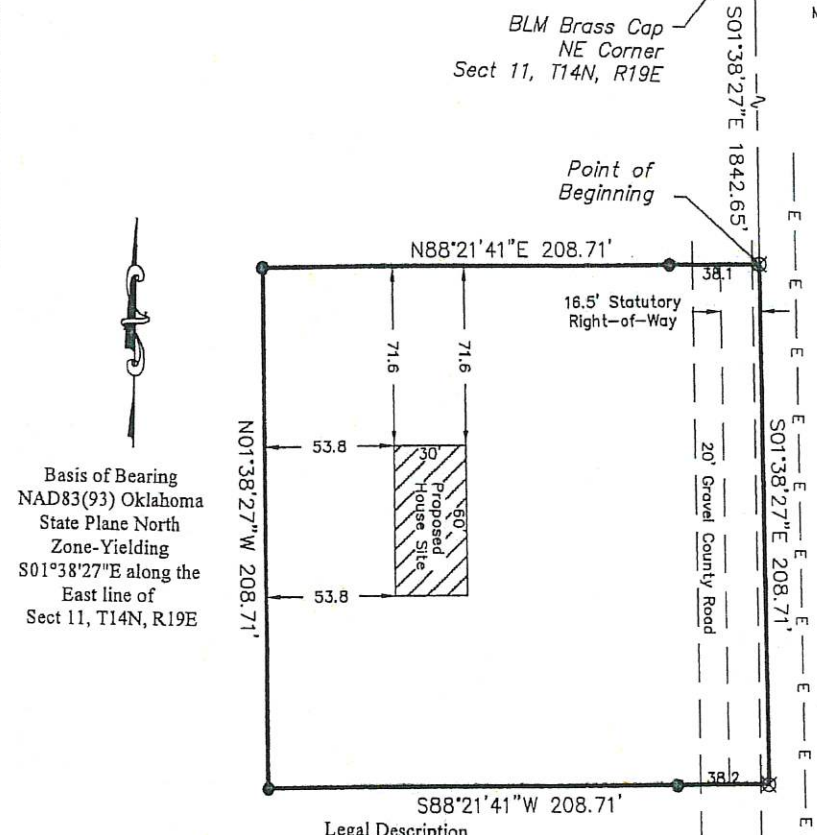 BLM Brass Cap
NE Corner
Sect 11, T14N, R19E
S01°38'27"E 1842.65'
Point of
Beginning
N88°21'41"E 208.71'
38.1
16.5' Statutory
Right-of-Way
71.6
71.6
53.8
30'
60'
Proposed
House Site
53.8
N01°38'27"W 208.71'
20' Gravel County Road
S01°38'27"E 208.71'
E
E
E
E
E
E
E
E
E
E
Basis of Bearing
NAD83(93) Oklahoma
State Plane North
Zone-Yielding
S01°38'27"E along the
East line of
Sect 11, T14N, R19E
38.2
S88°21'41"W 208.71'
Legal Description